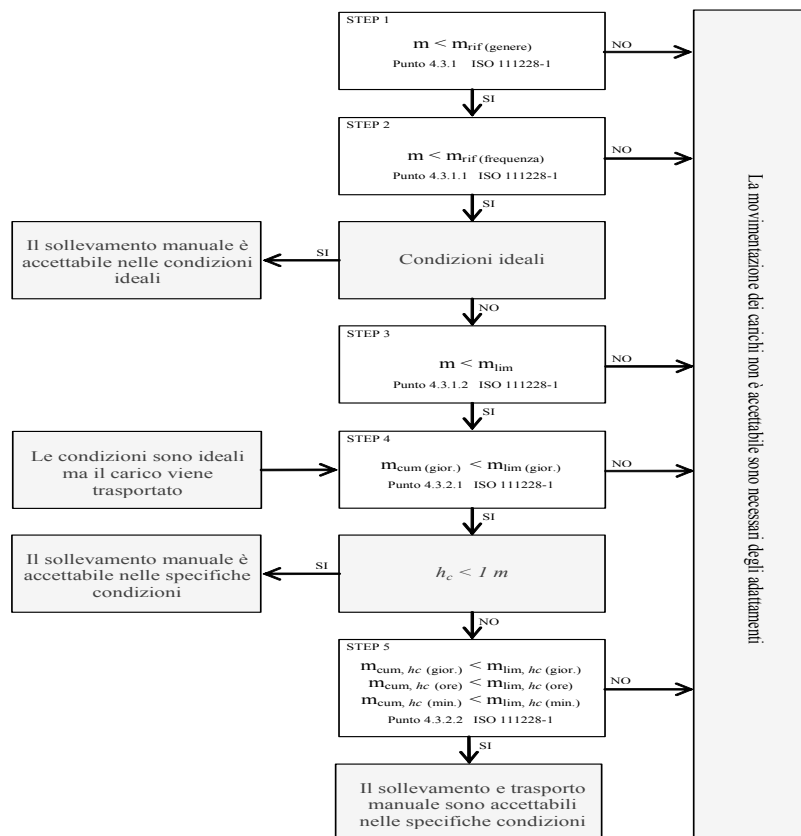 STEP 1
m < mrif (genere)
Punto 4.3.1 ISO 111228-1
NO
SI
STEP 2
m < mrif (frequenza)
Punto 4.3.1.1 ISO 111228-1
NO
SI
Il sollevamento manuale è
accettabile nelle condizioni
ideali
SI
Condizioni ideali
NO
STEP 3
m < mlim
Punto 4.3.1.2 ISO 111228-1
NO
SI
Le condizioni sono ideali
ma il carico viene
trasportato
STEP 4
mcum (gior.) < mlim (gior.)
Punto 4.3.2.1 ISO 111228-1
NO
SI
Il sollevamento manuale è
accettabile nelle specifiche
condizioni
SI
hc < 1 m
NO
STEP 5
mcum, hc (gior.) < mlim, hc (gior.)
mcum, hc (ore) < mlim, hc (ore)
mcum, hc (min.) < mlim, hc (min.)
Punto 4.3.2.2 ISO 111228-1
NO
SI
Il sollevamento e trasporto
manuale sono accettabili
nelle specifiche condizioni
La movimentazione dei carichi non è accettabile sono necessari degli adattamenti